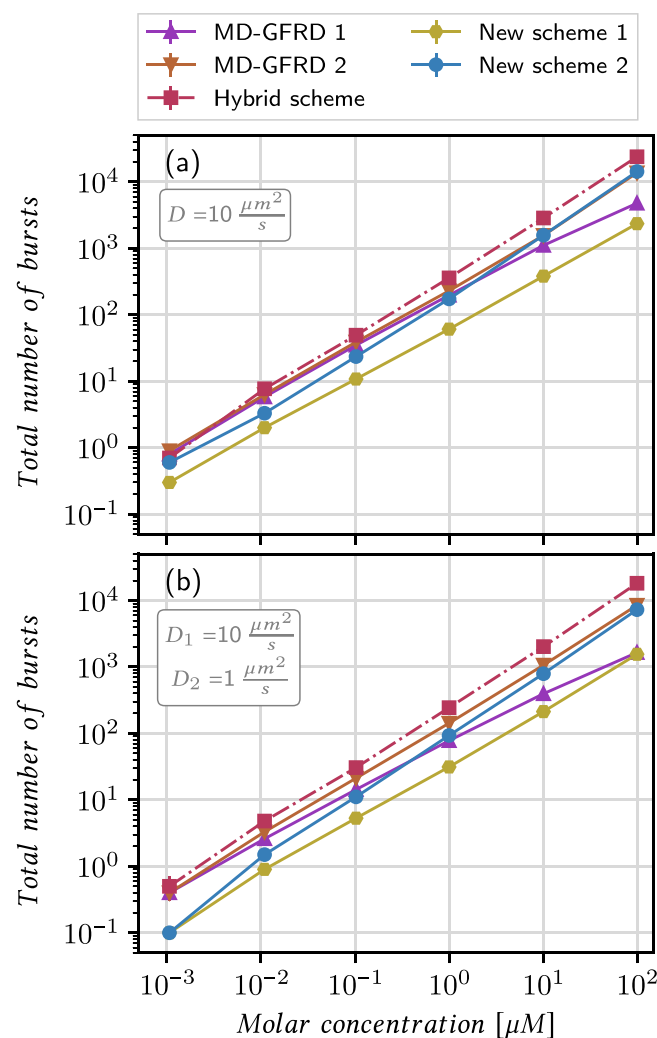 MD-GFRD 1
New scheme 1
MD-GFRD 2
New scheme 2
Hybrid scheme
(a)
D =10 μm²/s
Total number of bursts
10⁴
10³
10²
10¹
10⁰
10⁻¹
(b)
D₁ =10 μm²/s
D₂ =1 μm²/s
Total number of bursts
10⁴
10³
10²
10¹
10⁰
10⁻¹
10⁻³ 10⁻² 10⁻¹ 10⁰ 10¹ 10²
Molar concentration [μM]